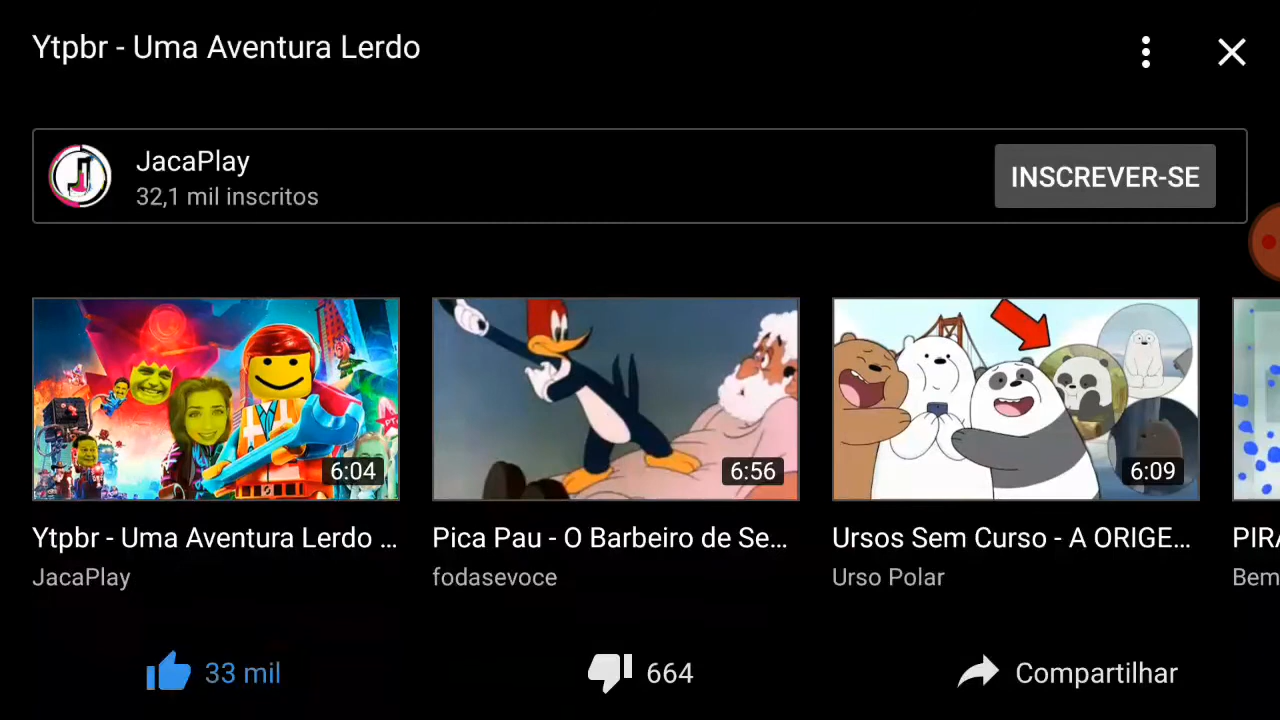 Ytpbr - Uma Aventura Lerdo
JacaPlay
32,1 mil inscritos
INSCREVER-SE
6:04
6:56
6:09
Ytpbr - Uma Aventura Lerdo ...
Pica Pau - O Barbeiro de Se...
Ursos Sem Curso - A ORIGE...
JacaPlay
fodasevoce
Urso Polar
Bem
33 mil
664
Compartilhar